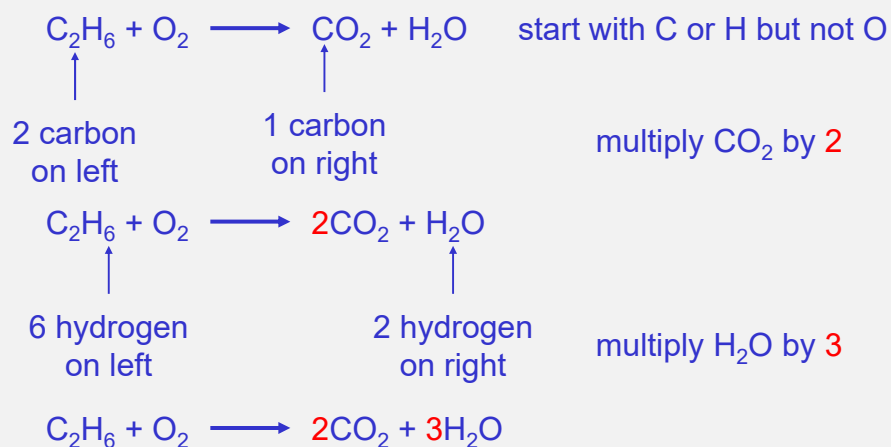 C₂H₆ + O₂ ⟶ CO₂ + H₂O start with C or H but not O
2 carbon
on left
1 carbon
on right
multiply CO₂ by 2
C₂H₆ + O₂ ⟶ 2CO₂ + H₂O
6 hydrogen
on left
2 hydrogen
on right
multiply H₂O by 3
C₂H₆ + O₂ ⟶ 2CO₂ + 3H₂O